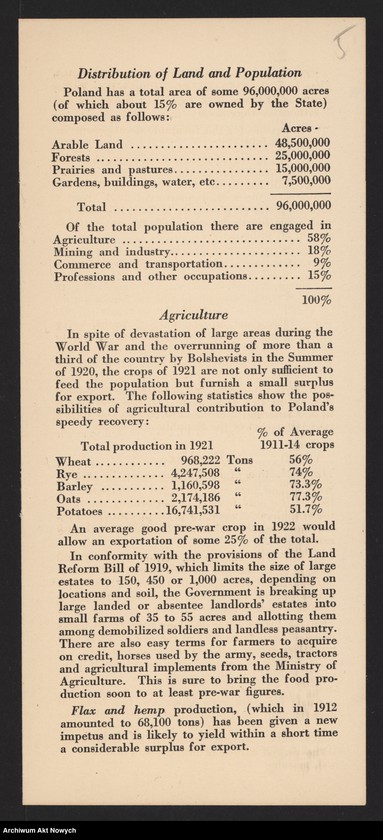 5
Distribution of Land and Population
Poland has a total area of some 96,000,000 acres
(of which about 15% are owned by the State)
composed as follows:
Acres -
Arable Land ........................ 48,500,000
Forests .............................. 25,000,000
Prairies and pastures................ 15,000,000
Gardens, buildings, water, etc......... 7,500,000
Total ........................... 96,000,000
Of the total population there are engaged in
Agriculture ............................... 58%
Mining and industry....................... 18%
Commerce and transportation............. 9%
Professions and other occupations......... 15%
100%
Agriculture
In spite of devastation of large areas during the
World War and the overrunning of more than a
third of the country by Bolshevists in the Summer
of 1920, the crops of 1921 are not only sufficient to
feed the population but furnish a small surplus
for export. The following statistics show the pos-
sibilities of agricultural contribution to Poland's
speedy recovery:
% of Average
Total production in 1921 1911-14 crops
Wheat ............ 968,222 Tons 56%
Rye .............. 4,247,508 “ 74%
Barley ........... 1,160,598 “ 73.3%
Oats ............. 2,174,186 “ 77.3%
Potatoes ..........16,741,531 “ 51.7%
An average good pre-war crop in 1922 would
allow an exportation of some 25% of the total.
In conformity with the provisions of the Land
Reform Bill of 1919, which limits the size of large
estates to 150, 450 or 1,000 acres, depending on
locations and soil, the Government is breaking up
large landed or absentee landlords' estates into
small farms of 35 to 55 acres and allotting them
among demobilized soldiers and landless peasantry.
There are also easy terms for farmers to acquire
on credit, horses used by the army, seeds, tractors
and agricultural implements from the Ministry of
Agriculture. This is sure to bring the food pro-
duction soon to at least pre-war figures.
Flax and hemp production, (which in 1912
amounted to 68,100 tons) has been given a new
impetus and is likely to yield within a short time
a considerable surplus for export.
Archiwum Akt Nowych